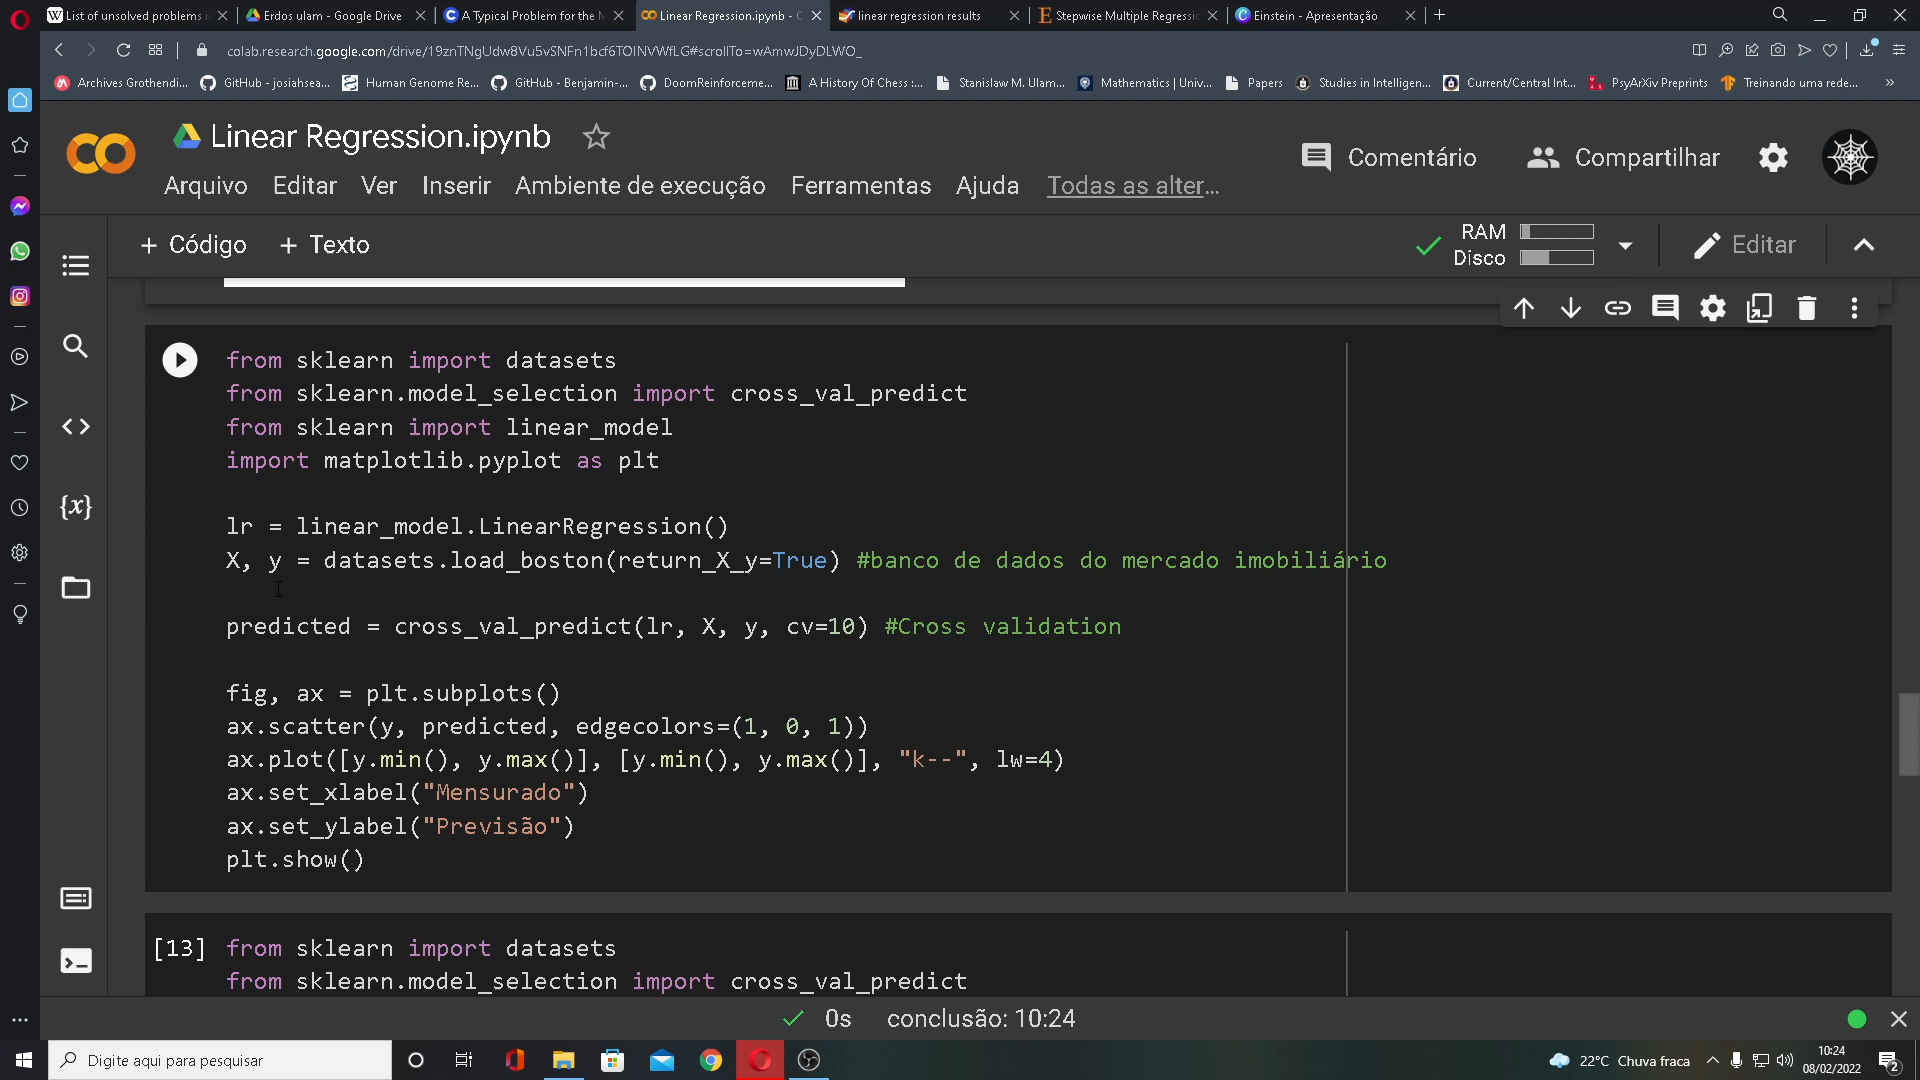 List of unsolved problems i
Erdos ulam - Google Drive
A Typical Problem for the M
Linear Regression.ipynb - C
linear regression results
Stepwise Multiple Regressi
Einstein - Apresentação
colab.research.google.com/drive/19znTNgUdw8Vu5vSNFn1bcf6TOINVWfLG#scrollTo=wAmwJDyDLWO_
Archives Grothendi...
GitHub - josiahsea...
Human Genome Re...
GitHub - Benjamin-...
DoomReinforceme...
A History Of Chess :...
Stanislaw M. Ulam...
Mathematics | Univ...
Papers
Studies in Intelligen...
Current/Central Int...
PsyArXiv Preprints
Treinando uma rede...
Linear Regression.ipynb
Comentário
Compartilhar
Arquivo Editar Ver Inserir Ambiente de execução Ferramentas Ajuda Todas as alter...
+ Código + Texto
RAM
Disco
Editar
from sklearn import datasets
from sklearn.model_selection import cross_val_predict
from sklearn import linear_model
import matplotlib.pyplot as plt
lr = linear_model.LinearRegression()
X, y = datasets.load_boston(return_X_y=True) #banco de dados do mercado imobiliário
predicted = cross_val_predict(lr, X, y, cv=10) #Cross validation
fig, ax = plt.subplots()
ax.scatter(y, predicted, edgecolors=(1, 0, 1))
ax.plot([y.min(), y.max()], [y.min(), y.max()], "k--", lw=4)
ax.set_xlabel("Mensurado")
ax.set_ylabel("Previsão")
plt.show()
[13] from sklearn import datasets
from sklearn.model_selection import cross_val_predict
0s conclusão: 10:24
Digite aqui para pesquisar
22°C Chuva fraca
10:24
08/02/2022
2